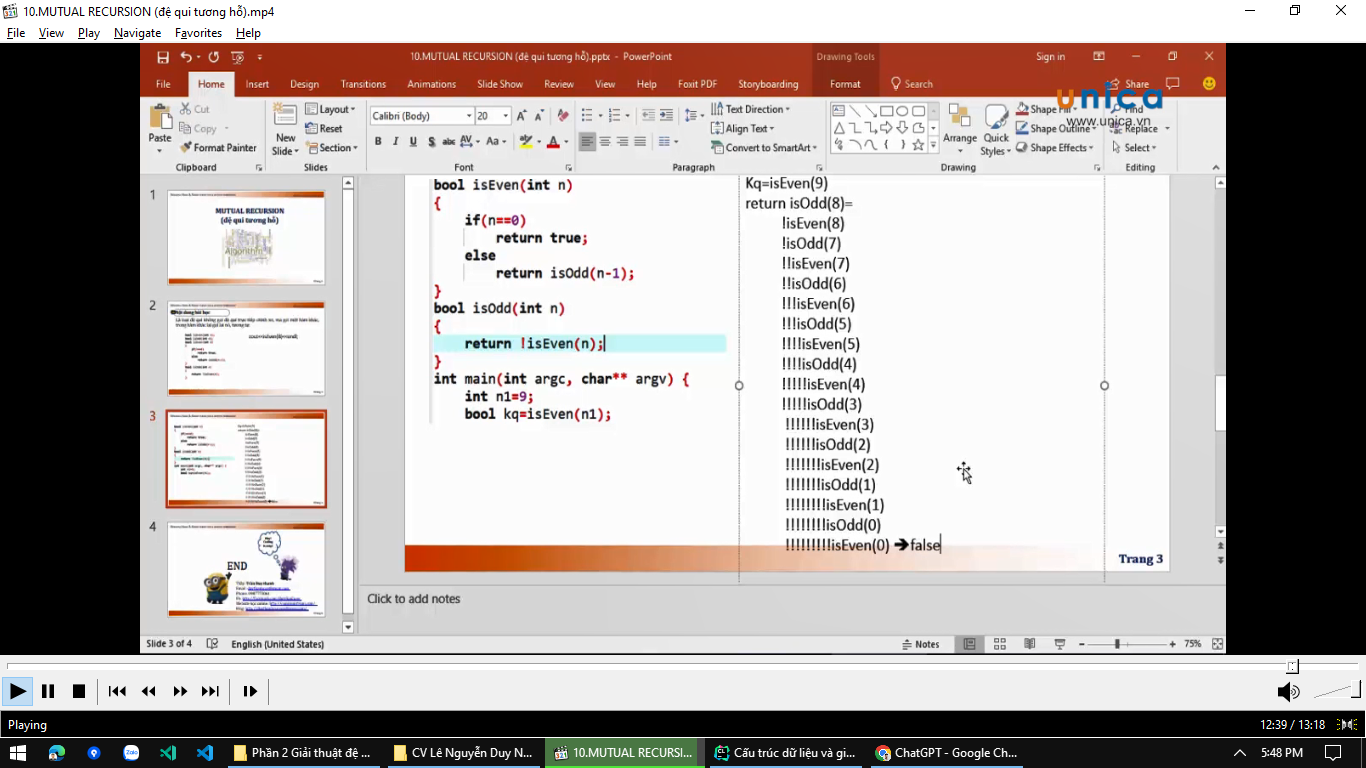 10.MUTUAL RECURSION (đệ qui tương hỗ).mp4
File View Play Navigate Favorites Help
10.MUTUAL RECURSION (đệ qui tương hỗ).pptx - PowerPoint
Drawing Tools
Sign in
File Home Insert Design Transitions Animations Slide Show Review View Help Foxit PDF Storyboarding Format Search Share
unica
www.unica.vn
Paste
Cut
Copy
Format Painter
Clipboard
New Slide
Layout
Reset
Section
Slides
Calibri (Body) 20
B I U S abc AV Aa A
Font
Text Direction
Align Text
Convert to SmartArt
Paragraph
Arrange
Quick Styles
Shape Fill
Shape Outline
Shape Effects
Drawing
Find
Replace
Select
Editing
1
MUTUAL RECURSION
(đệ qui tương hỗ)
Algorithm
2
3
4
END
bool isEven(int n)
{
if(n==0)
return true;
else
return isOdd(n-1);
}
bool isOdd(int n)
{
return !isEven(n);
}
int main(int argc, char** argv) {
int n1=9;
bool kq=isEven(n1);
Kq=isEven(9)
return isOdd(8)=
!isEven(8)
!isOdd(7)
!!isEven(7)
!!isOdd(6)
!!!isEven(6)
!!!isOdd(5)
!!!!isEven(5)
!!!!isOdd(4)
!!!!!isEven(4)
!!!!!isOdd(3)
!!!!!!isEven(3)
!!!!!!isOdd(2)
!!!!!!!isEven(2)
!!!!!!!isOdd(1)
!!!!!!!!isEven(1)
!!!!!!!!isOdd(0)
!!!!!!!!!isEven(0) ➔false
Trang 3
Click to add notes
Slide 3 of 4 English (United States) Notes 75%
Playing 12:39 / 13:18
Phần 2 Giải thuật đệ ... CV Lê Nguyễn Duy N... 10.MUTUAL RECURSI... Cấu trúc dữ liệu và gi... ChatGPT - Google Ch... 5:48 PM